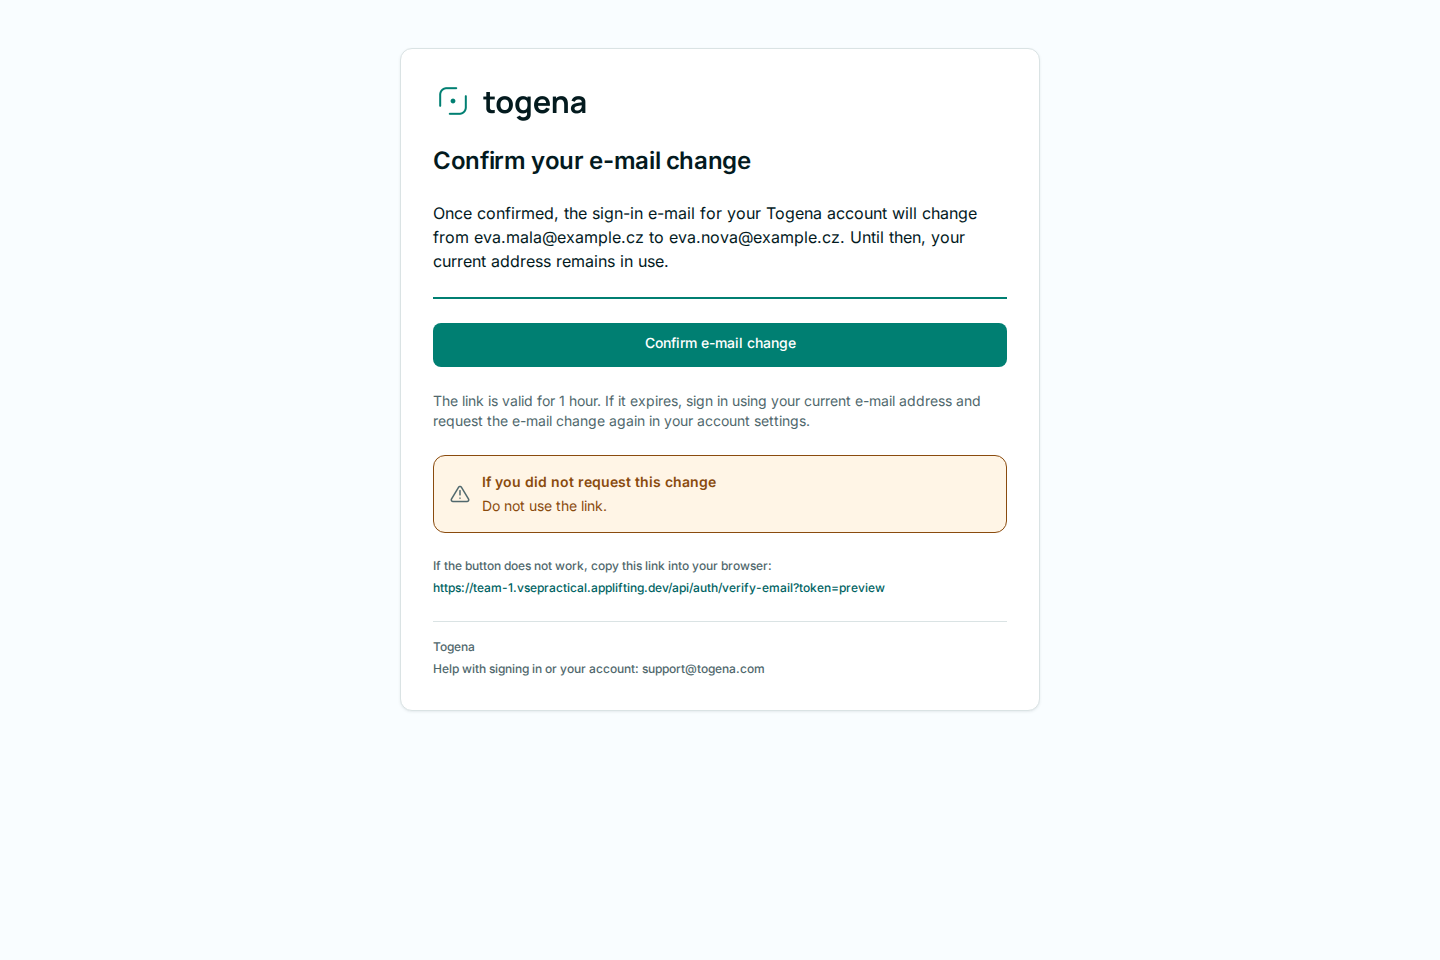 togena
Confirm your e-mail change
Once confirmed, the sign-in e-mail for your Togena account will change
from eva.mala@example.cz to eva.nova@example.cz. Until then, your
current address remains in use.
Confirm e-mail change
The link is valid for 1 hour. If it expires, sign in using your current e-mail address and
request the e-mail change again in your account settings.
If you did not request this change
Do not use the link.
If the button does not work, copy this link into your browser:
https://team-1.vsepractical.applifting.dev/api/auth/verify-email?token=preview
Togena
Help with signing in or your account: support@togena.com